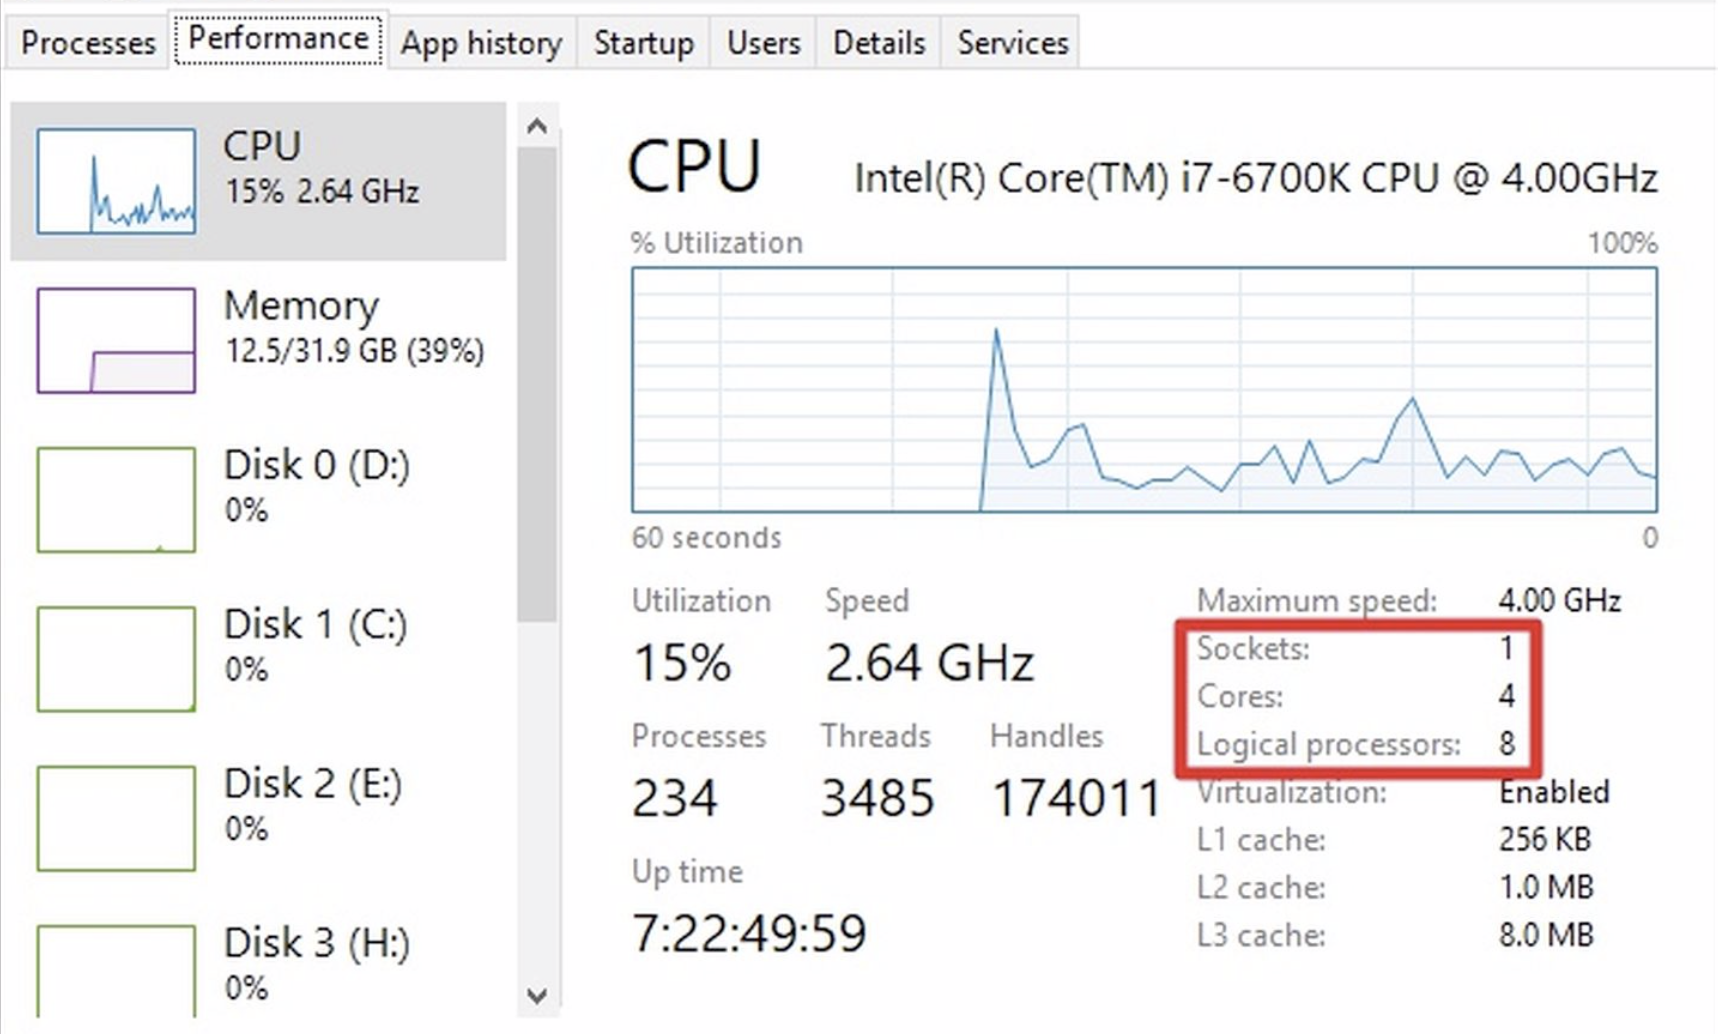 Processes Performance App history Startup Users Details Services
CPU
15% 2.64 GHz
Memory
12.5/31.9 GB (39%)
Disk 0 (D:)
0%
Disk 1 (C:)
0%
Disk 2 (E:)
0%
Disk 3 (H:)
0%
CPU Intel(R) Core(TM) i7-6700K CPU @ 4.00GHz
% Utilization 100%
60 seconds 0
Utilization Speed
15% 2.64 GHz
Processes Threads Handles
234 3485 174011
Up time
7:22:49:59
Maximum speed: 4.00 GHz
Sockets: 1
Cores: 4
Logical processors: 8
Virtualization: Enabled
L1 cache: 256 KB
L2 cache: 1.0 MB
L3 cache: 8.0 MB